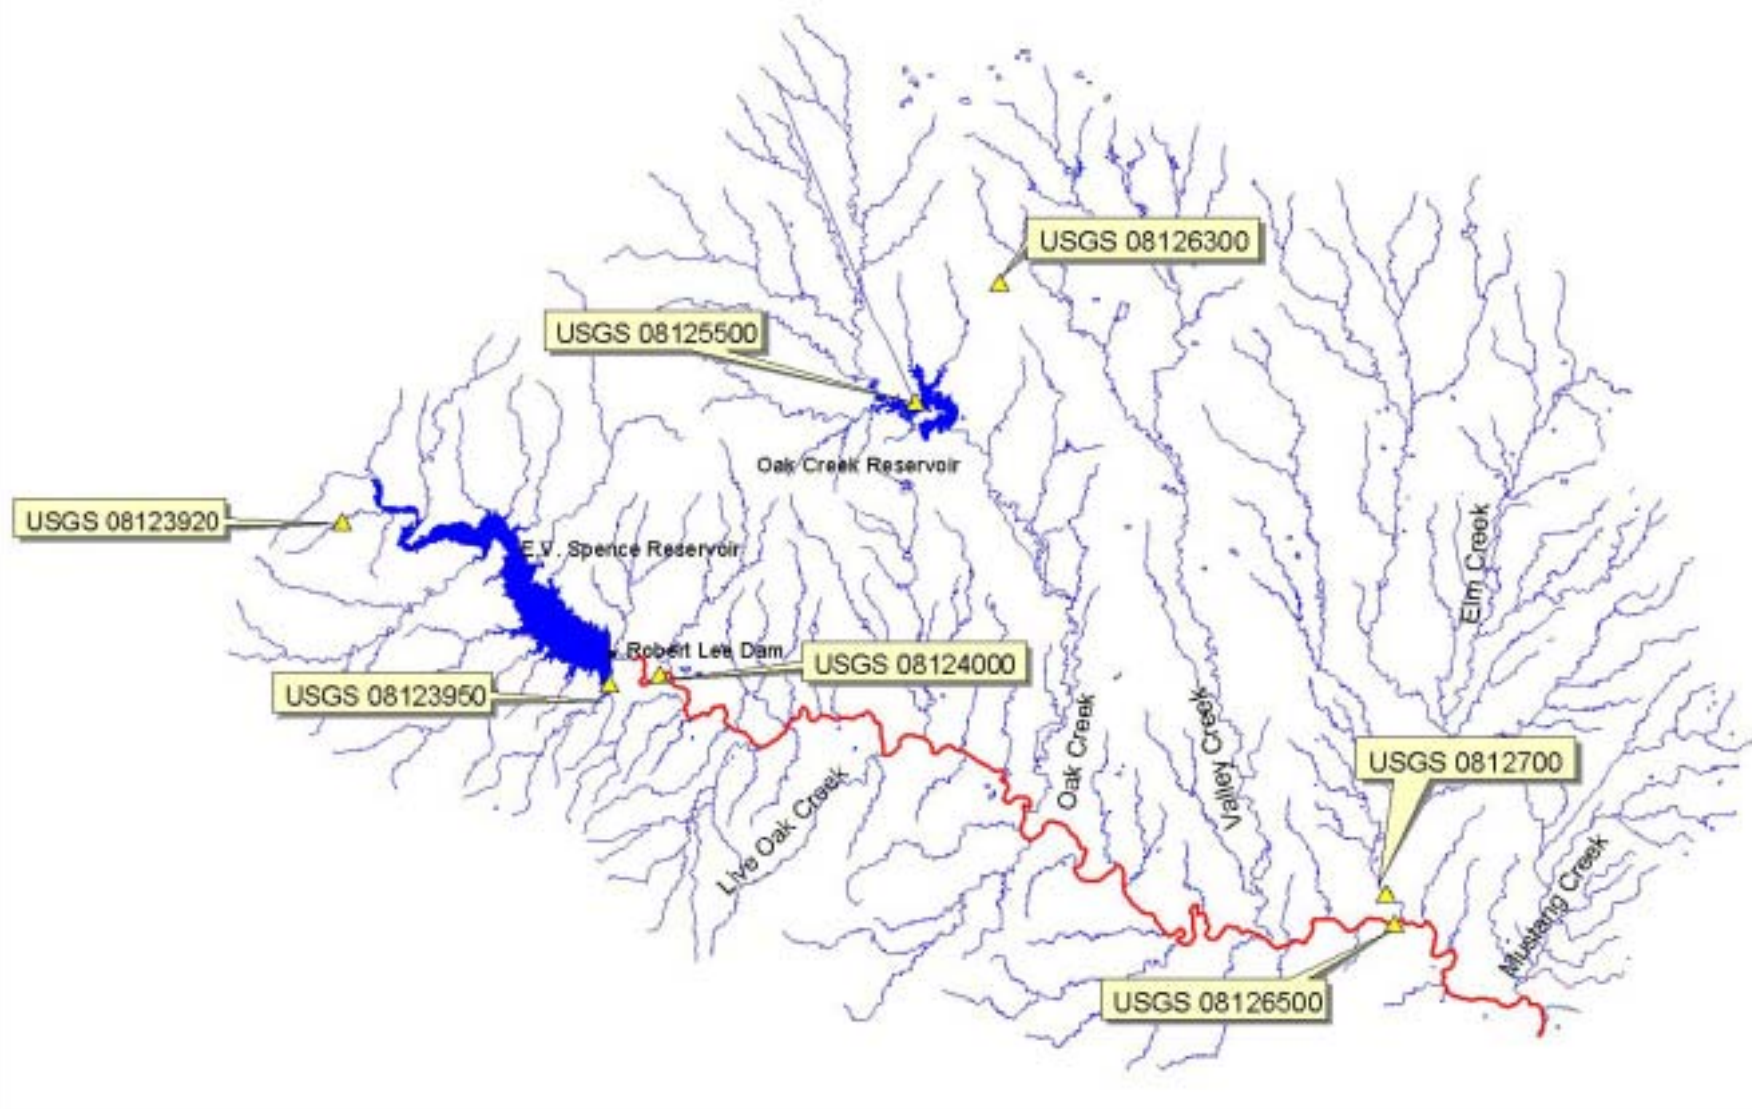 USGS 08126300
USGS 08125500
Oak Creek Reservoir
USGS 08123920
E.V. Spence Reservoir
Elm Creek
Robert Lee Dam
USGS 08124000
USGS 08123950
Oak Creek
Valley Creek
USGS 0812700
Live Oak Creek
Mustang Creek
USGS 08126500